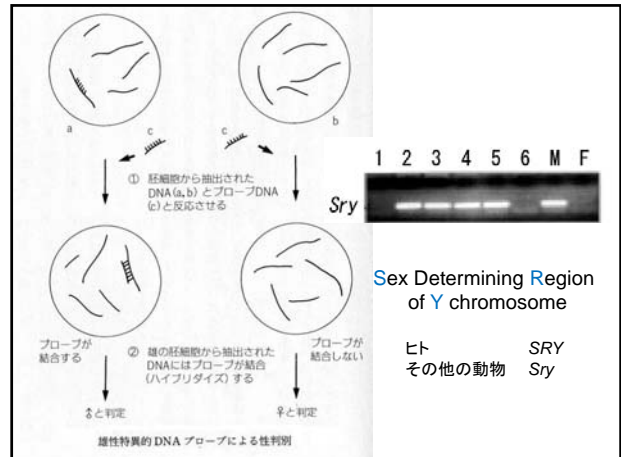 a
b
c
c
① 胚細胞から抽出された
DNA(a, b)とプローブDNA
(c)と反応させる
プローブが
結合する
② 雄の胚細胞から抽出された
DNAにはプローブが結合
(ハイブリダイズ)する
プローブが
結合しない
♂と判定
♀と判定
雄性特異的DNAプローブによる性判別
1 2 3 4 5 6 M F
Sry
Sex Determining Region
of Y chromosome
ヒト SRY
その他の動物 Sry